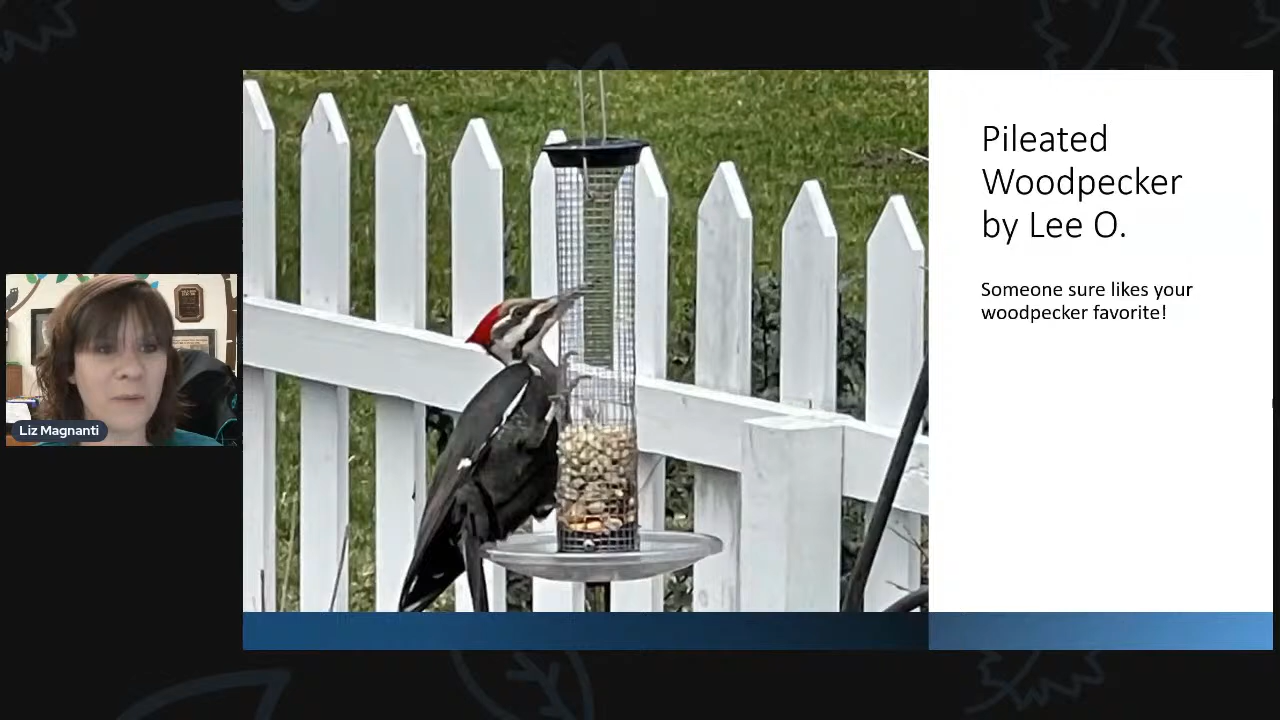 Pileated
Woodpecker
by Lee O.
Someone sure likes your
woodpecker favorite!
Liz Magnanti